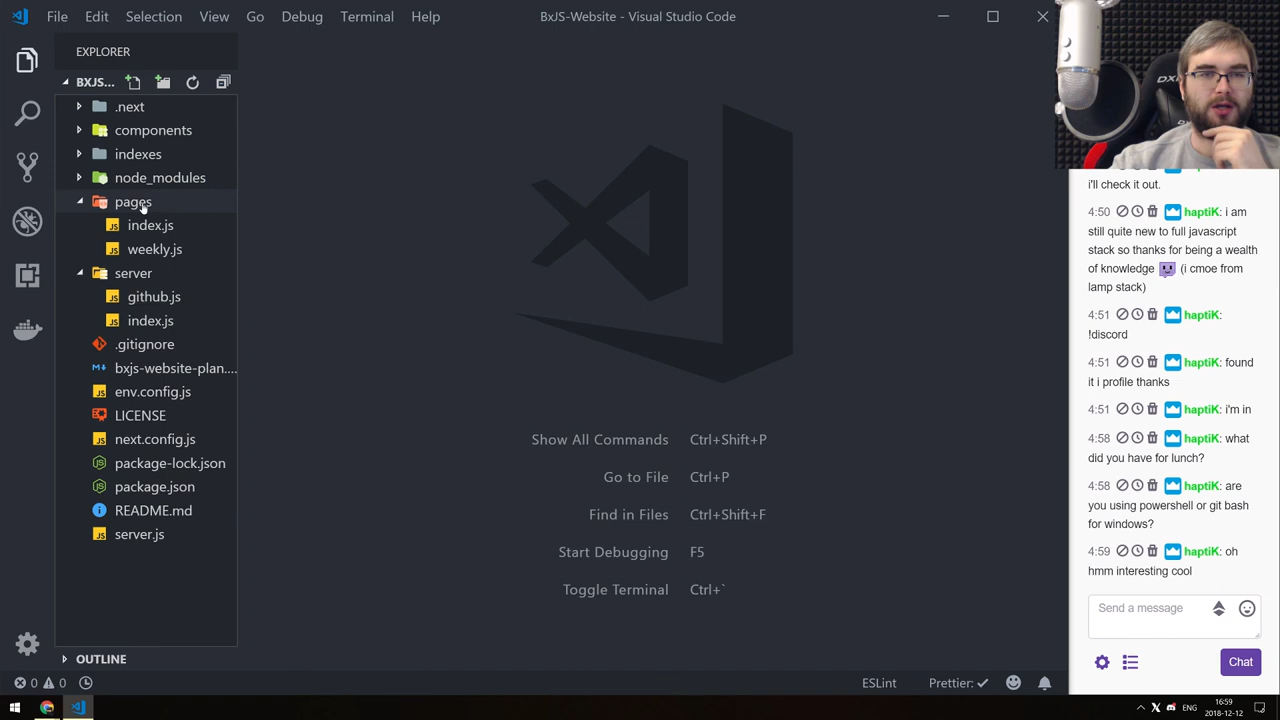 File Edit Selection View Go Debug Terminal Help
BxJS-Website - Visual Studio Code
EXPLORER
BXJS...
.next
components
indexes
node_modules
pages
index.js
weekly.js
server
github.js
index.js
.gitignore
bxjs-website-plan....
env.config.js
LICENSE
next.config.js
package-lock.json
package.json
README.md
server.js
OUTLINE
Show All Commands Ctrl+Shift+P
Go to File Ctrl+P
Find in Files Ctrl+Shift+F
Start Debugging F5
Toggle Terminal Ctrl+`
i'll check it out.
4:50 haptiK: i am
still quite new to full javascript
stack so thanks for being a wealth
of knowledge (i cmoe from
lamp stack)
4:51 haptiK:
!discord
4:51 haptiK: found
it i profile thanks
4:51 haptiK: i'm in
4:58 haptiK: what
did you have for lunch?
4:58 haptiK: are
you using powershell or git bash
for windows?
4:59 haptiK: oh
hmm interesting cool
Send a message
Chat
0 0
ESLint Prettier: ✓
ENG
16:59
2018-12-12